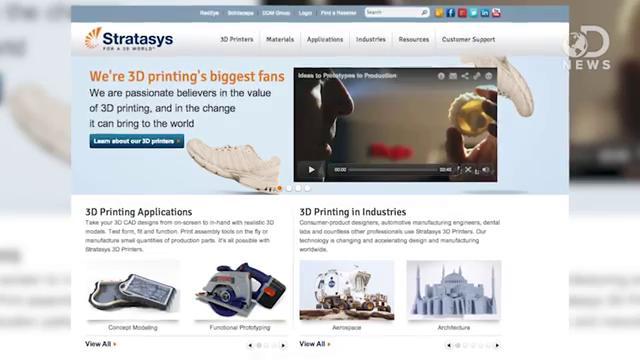 RedEye Solidscape DDM Group Login Find a Reseller Search
Stratasys
FOR A 3D WORLD
3D Printers Materials Applications Industries Resources Customer Support
D NEWS
We're 3D printing's biggest fans
We are passionate believers in the value
of 3D printing, and in the change
it can bring to the world
Learn about our 3D printers
Ideas to Prototypes to Production
00:00
3D Printing Applications
Take your 3D CAD designs from on-screen to in-hand with realistic 3D
models. Test form, fit and function. Print assembly tools on the fly or
manufacture small quantities of production parts. It's all possible with
Stratasys 3D Printers.
Concept Modeling
Functional Prototyping
View All
3D Printing in Industries
Consumer-product designers, automotive manufacturing engineers, dental
labs and countless other professionals use Stratasys 3D Printers. Our
technology is changing and accelerating design and manufacturing
worldwide.
Aerospace
Architecture
View All